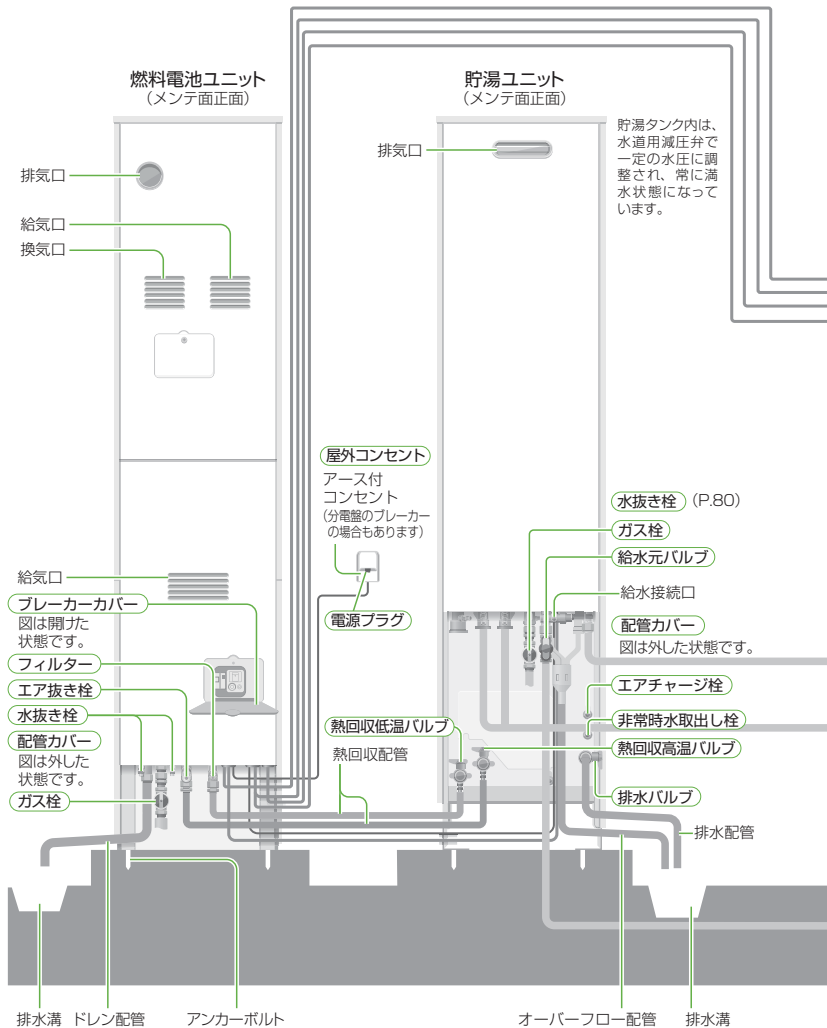 燃料電池ユニット
（メンテ面正面）
排気口
給気口
換気口
給気口
ブレーカーカバー
図は開けた
状態です。
フィルター
エア抜き栓
水抜き栓
配管カバー
図は外した
状態です。
ガス栓
屋外コンセント
アース付
コンセント
(分電盤のブレーカー
の場合もあります)
電源プラグ
熱回収低温バルブ
熱回収配管
貯湯ユニット
（メンテ面正面）
排気口
貯湯タンク内は、
水道用減圧弁で
一定の水圧に調
整され、常に満
水状態になって
います。
水抜き栓 (P.80)
ガス栓
給水元バルブ
給水接続口
配管カバー
図は外した状態です。
エアチャージ栓
非常時水取出し栓
熱回収高温バルブ
排水バルブ
排水配管
排水溝 ドレン配管 アンカーボルト オーバーフロー配管 排水溝